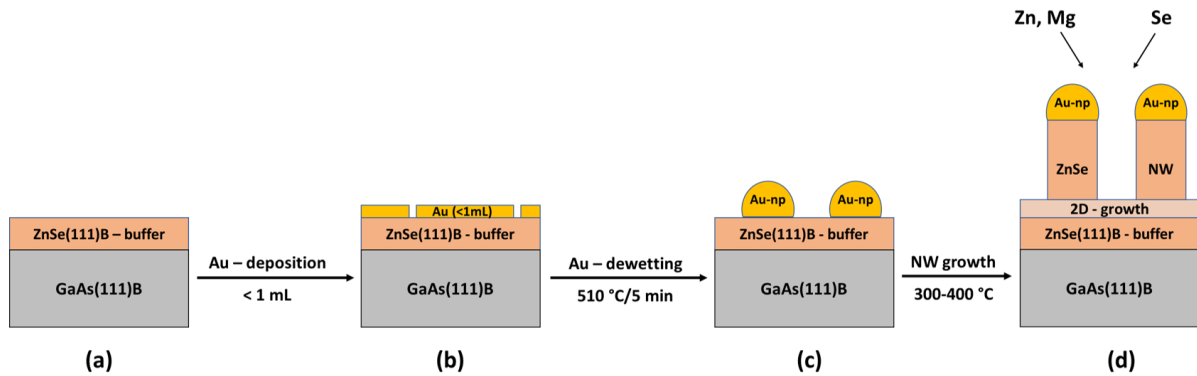 Zn, Mg
Se
Au-np
Au-np
ZnSe
NW
Au (<1mL)
Au-np
Au-np
2D - growth
ZnSe(111)B – buffer
ZnSe(111)B - buffer
ZnSe(111)B - buffer
ZnSe(111)B - buffer
Au – deposition
Au – dewetting
NW growth
GaAs(111)B
GaAs(111)B
GaAs(111)B
GaAs(111)B
< 1 mL
510 °C/5 min
300-400 °C
(a)
(b)
(c)
(d)